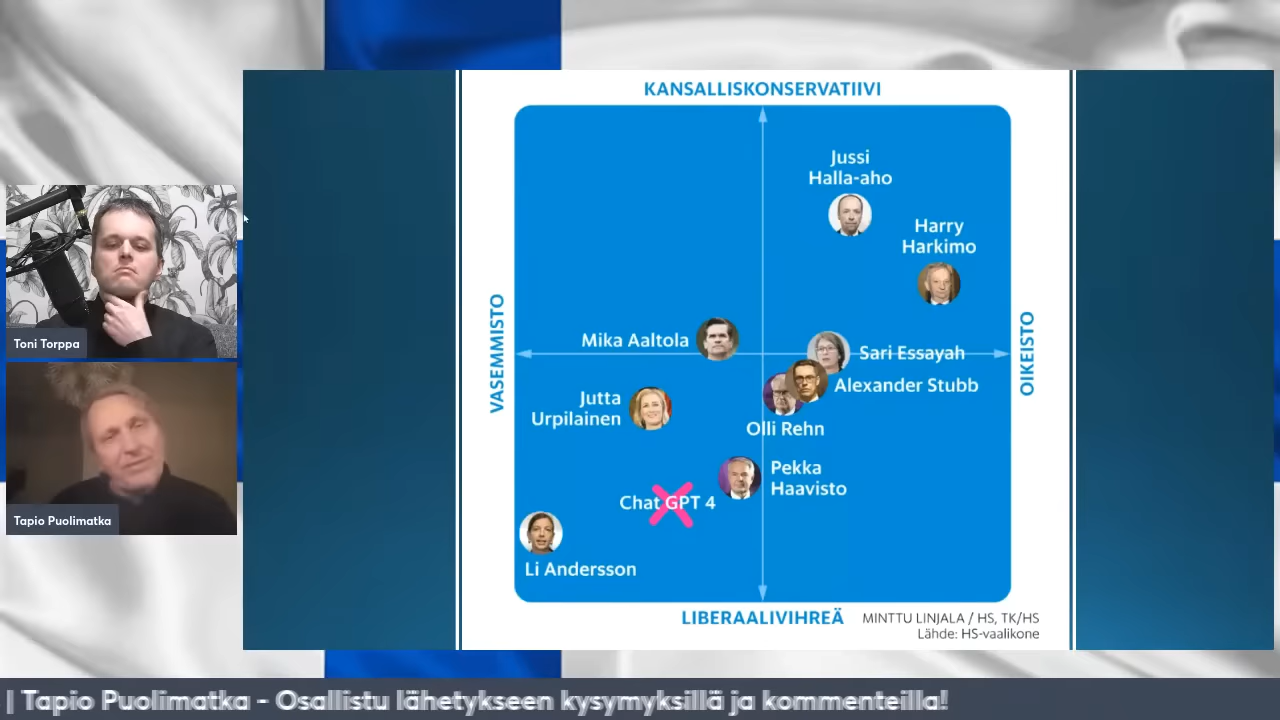 KANSALLISKONSERVATIIVI
Jussi
Halla-aho
Harry
Harkimo
VASEMMISTO
OIKEISTO
Mika Aaltola
Sari Essayah
Alexander Stubb
Jutta
Urpilainen
Olli Rehn
Pekka
Haavisto
Chat GPT 4
Li Andersson
LIBERAALIVIHREÄ
MINTTU LINJALA / HS, TK/HS
Lähde: HS-vaalikone
Toni Torppa
Tapio Puolimatka
| Tapio Puolimatka - Osallistu lähetykseen kysymyksillä ja kommenteilla!